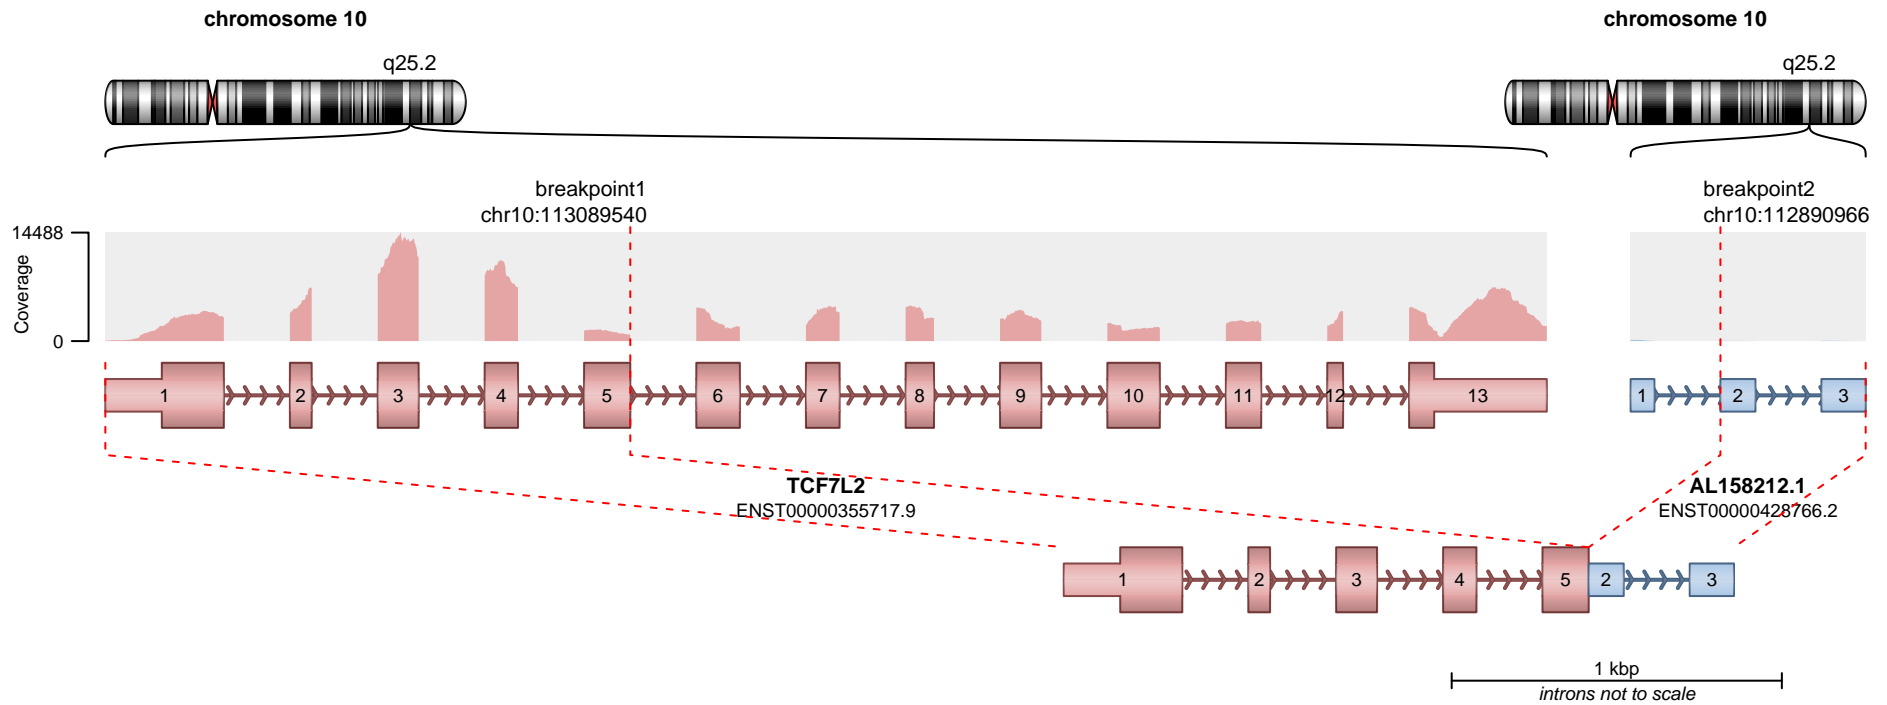 chromosome 10
chromosome 10
q25.2
q25.2
breakpoint1
chr10:113089540
breakpoint2
chr10:112890966
14488
0
Coverage
1 2 3 4 5 6 7 8 9 10 11 12 13
1 2 3
TCF7L2
ENST00000355717.9
AL158212.1
ENST00000428766.2
1 2 3 4 5 2 3
1 kbp
introns not to scale